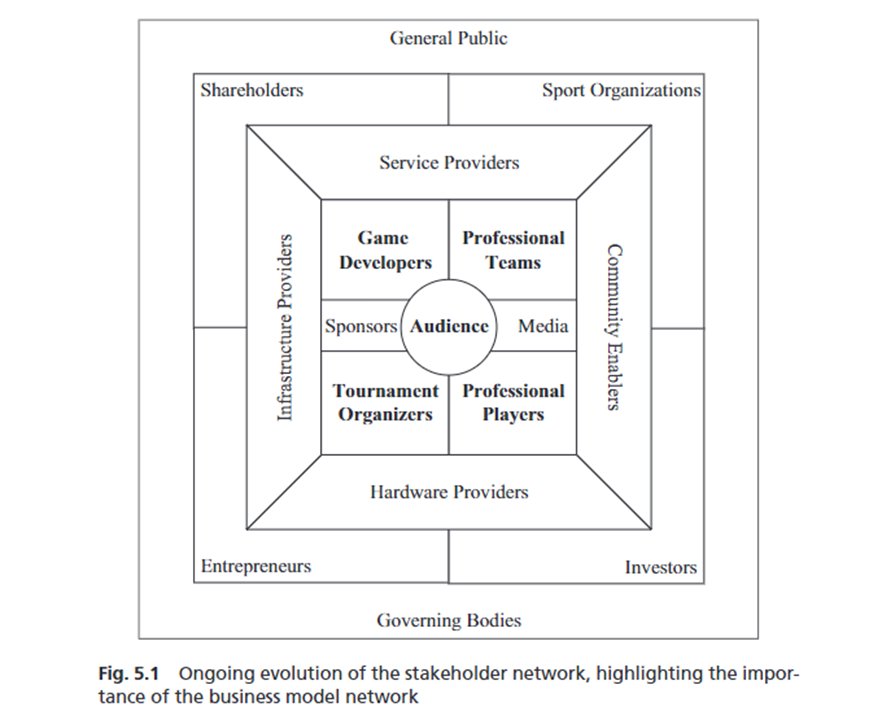 General Public
Shareholders
Sport Organizations
Service Providers
Infrastructure Providers
Community Enablers
Game
Developers
Professional
Teams
Sponsors
Audience
Media
Tournament
Organizers
Professional
Players
Hardware Providers
Entrepreneurs
Investors
Governing Bodies
Fig. 5.1 Ongoing evolution of the stakeholder network, highlighting the impor-
tance of the business model network